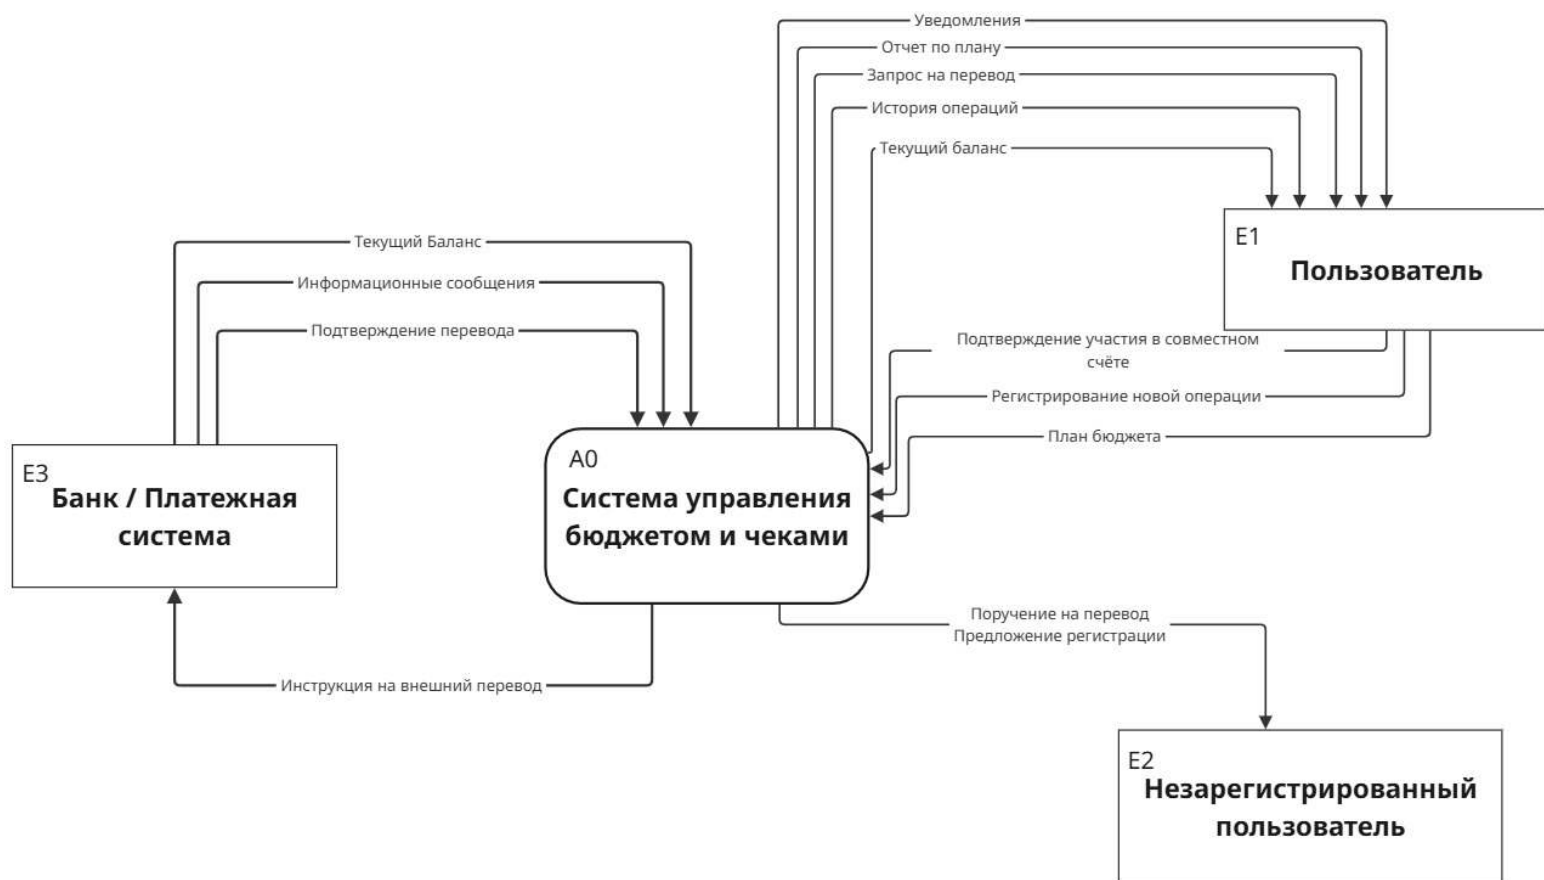 Уведомления
Отчет по плану
Запрос на перевод
История операций
Текущий баланс
E1
Пользователь
Текущий Баланс
Информационные сообщения
Подтверждение перевода
Подтверждение участия в совместном
счёте
Регистрирование новой операции
План бюджета
E3
Банк / Платежная
система
A0
Система управления
бюджетом и чеками
Поручение на перевод
Предложение регистрации
Инструкция на внешний перевод
E2
Незарегистрированный
пользователь